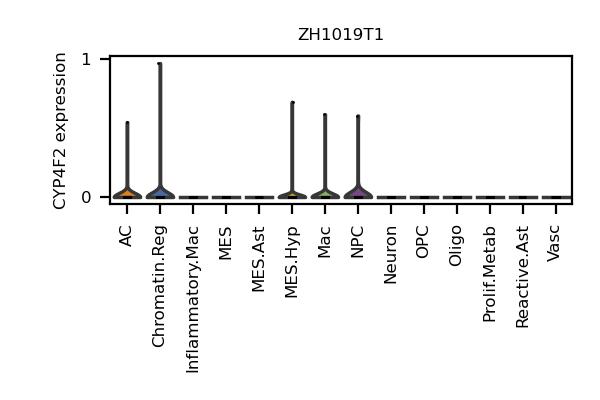 ZH1019T1
CYP4F2 expression
1
0
AC
Chromatin.Reg
Inflammatory.Mac
MES
MES.Ast
MES.Hyp
Mac
NPC
Neuron
OPC
Oligo
Prolif.Metab
Reactive.Ast
Vasc